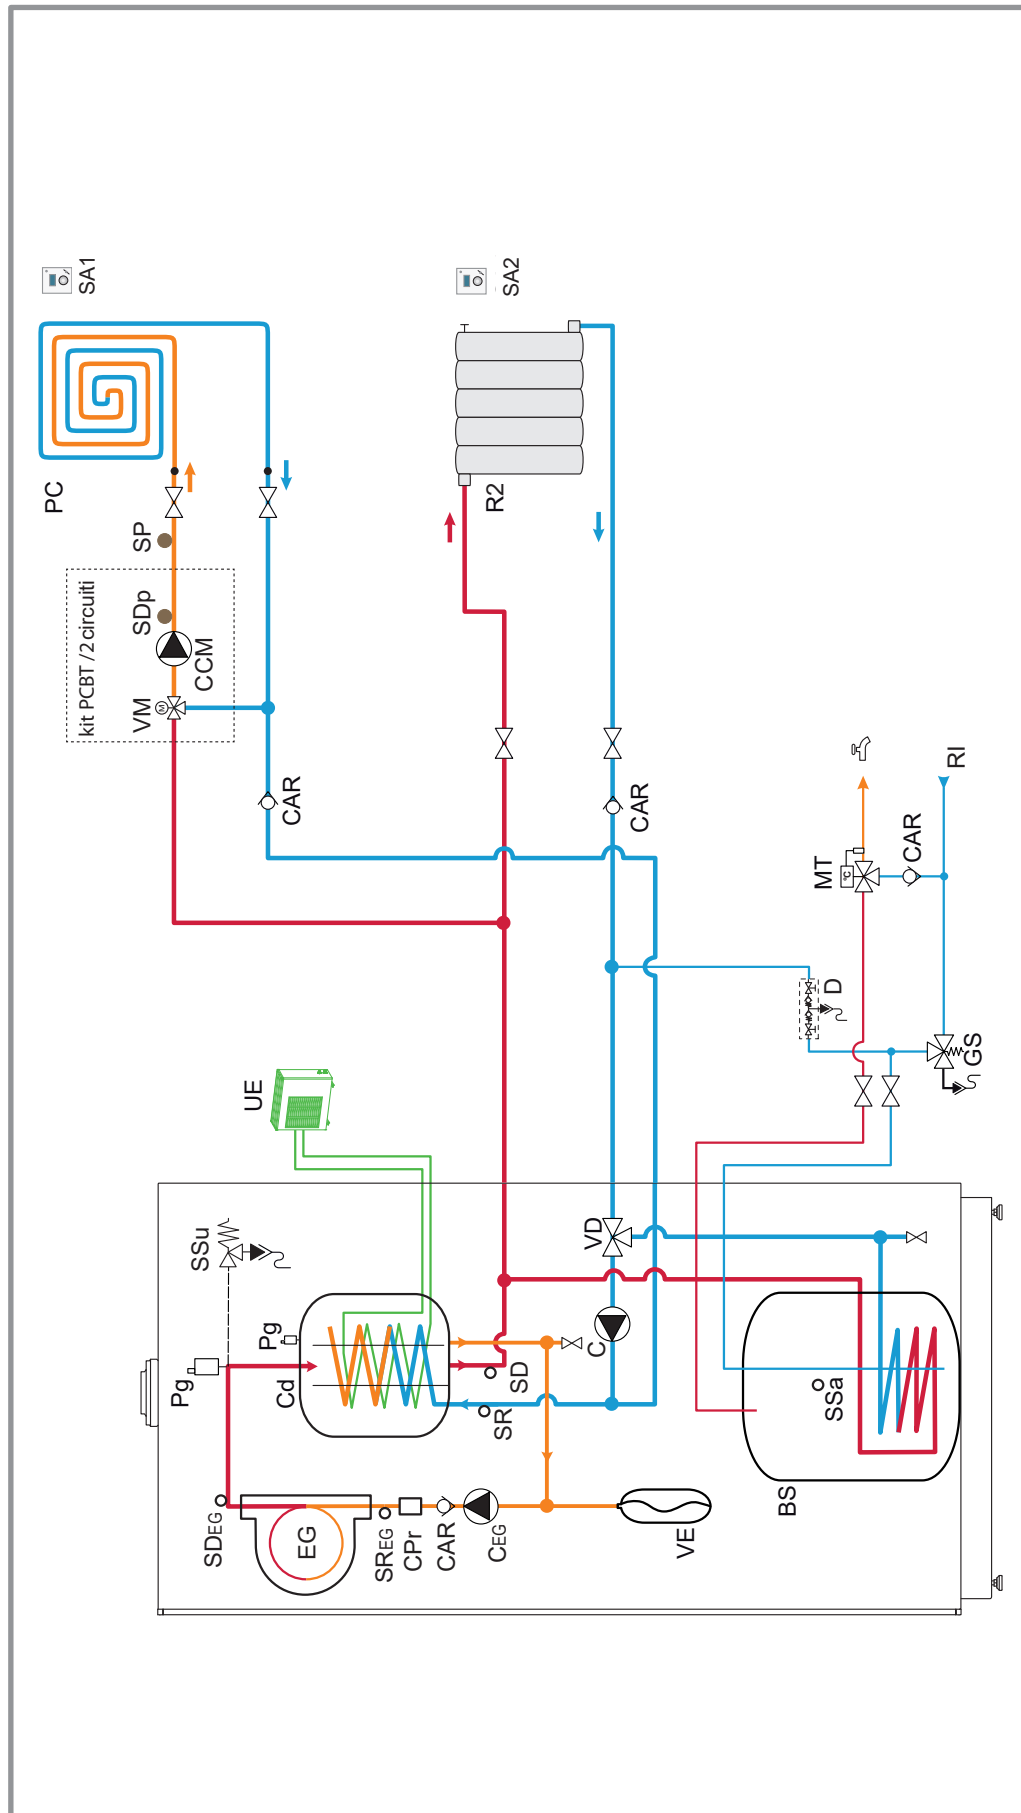 SA1
PC
SP
SDp
kit PCBT /2 circuiti
CCM
VM
M
CAR
SA2
R2
CAR
RI
MT
°C
CAR
D
GS
UE
SSu
Pg
Pg
Cd
VD
C
SD
SR
SSa
BS
SDEG
EG
SREG
CPr
CAR
CEG
VE